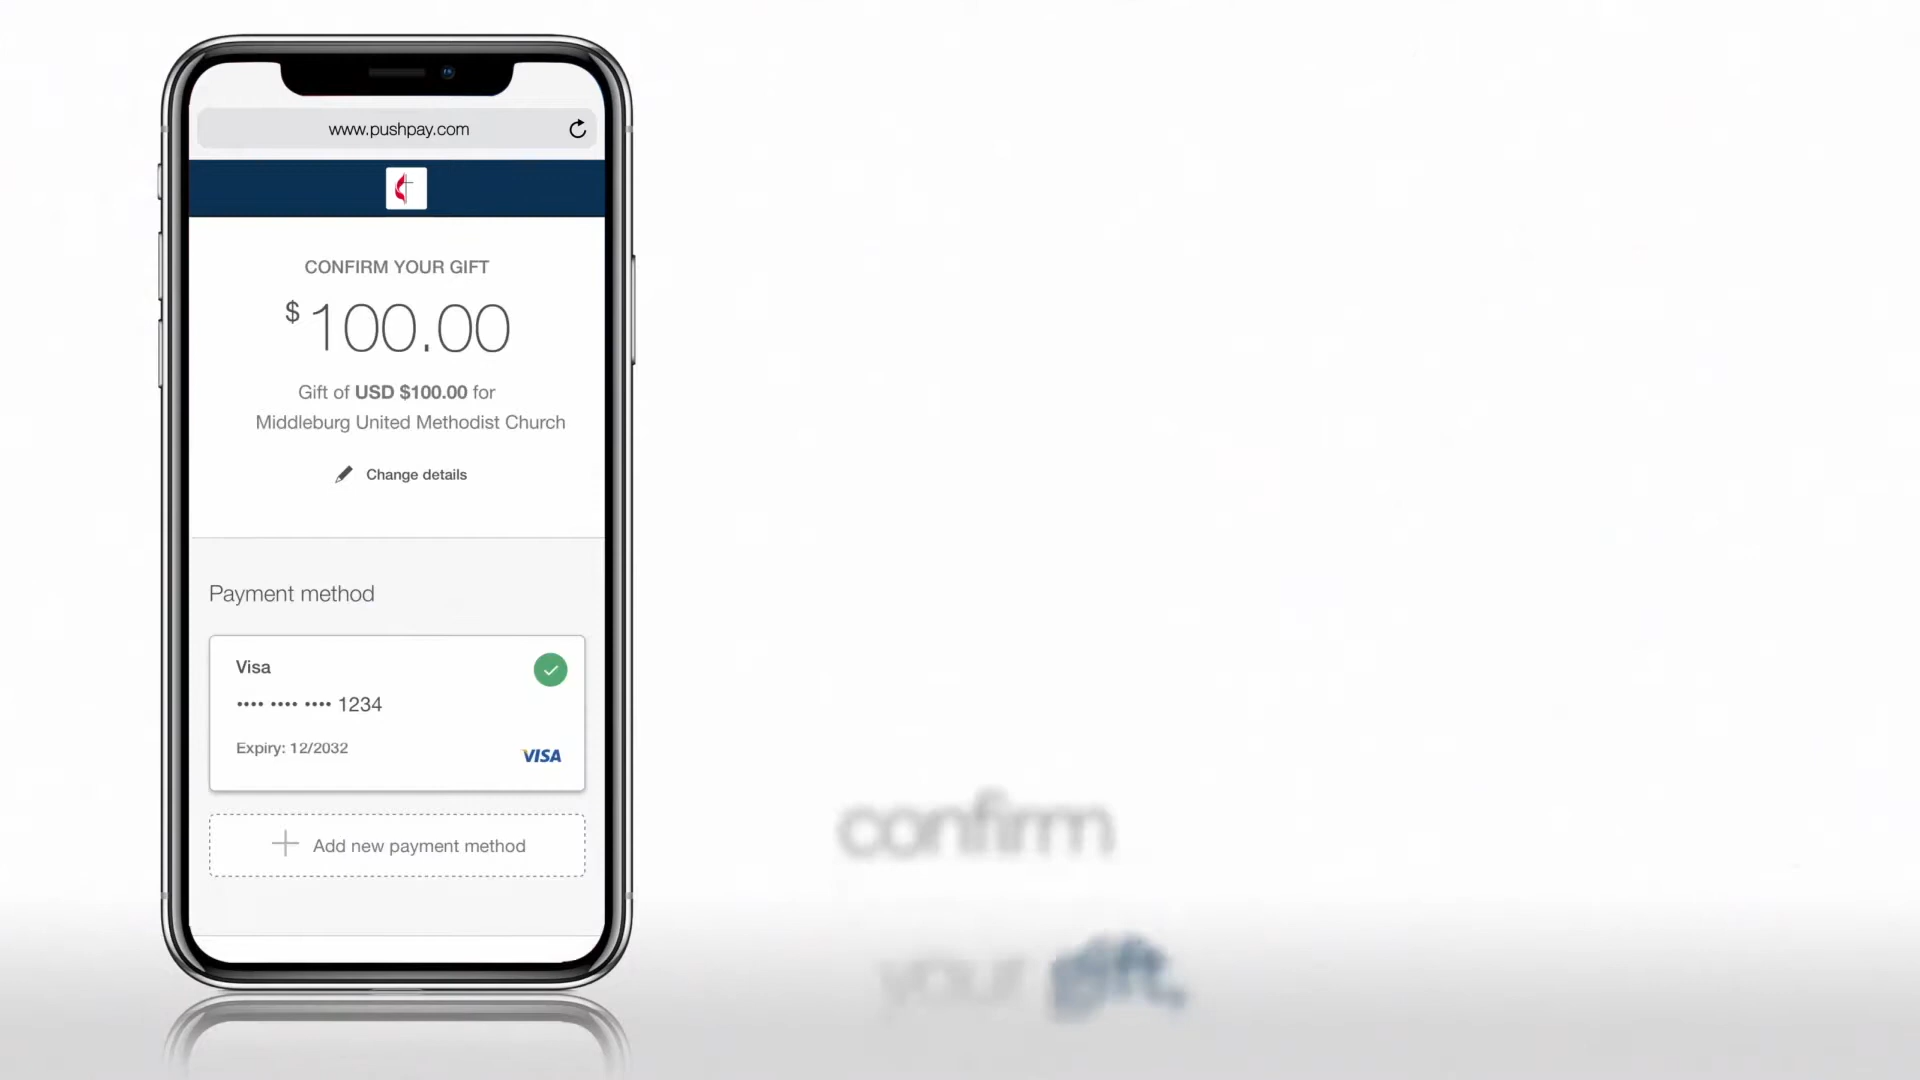 www.pushpay.com
CONFIRM YOUR GIFT
$100.00
Gift of USD $100.00 for
Middleburg United Methodist Church
Change details
Payment method
Visa
•••• •••• •••• 1234
Expiry: 12/2032
VISA
Add new payment method
confirm
your gift,